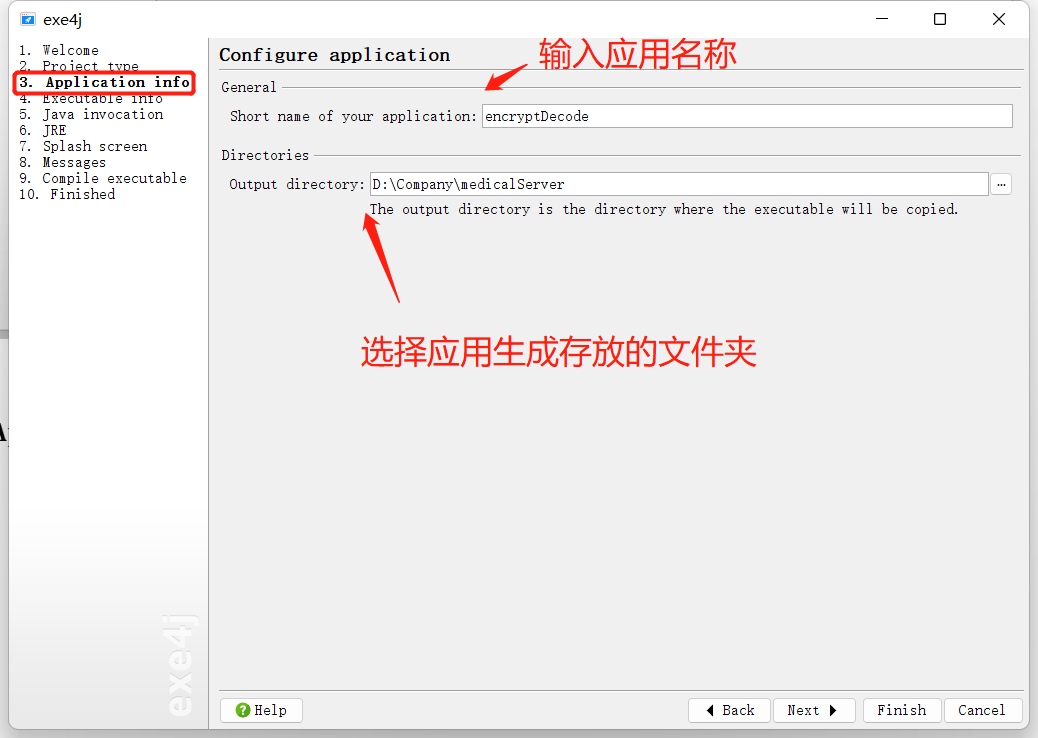 exe4j
1. Welcome
2. Project type
3. Application info
4. Executable info
5. Java invocation
6. JRE
7. Splash screen
8. Messages
9. Compile executable
10. Finished
Configure application
输入应用名称
General
Short name of your application: encryptDecode
Directories
Output directory: D:\Company\medicalServer ...
The output directory is the directory where the executable will be copied.
选择应用生成存放的文件夹
exe4j
Help Back Next Finish Cancel